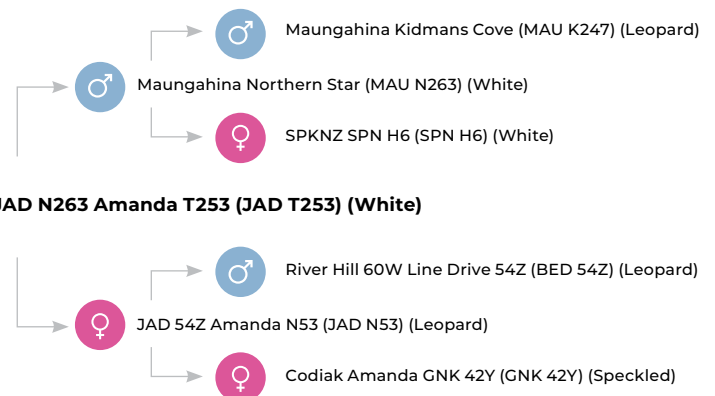 Maungahina Kidmans Cove (MAU K247) (Leopard)
Maungahina Northern Star (MAU N263) (White)
SPKNZ SPN H6 (SPN H6) (White)
JAD N263 Amanda T253 (JAD T253) (White)
River Hill 60W Line Drive 54Z (BED 54Z) (Leopard)
JAD 54Z Amanda N53 (JAD N53) (Leopard)
Codiak Amanda GNK 42Y (GNK 42Y) (Speckled)